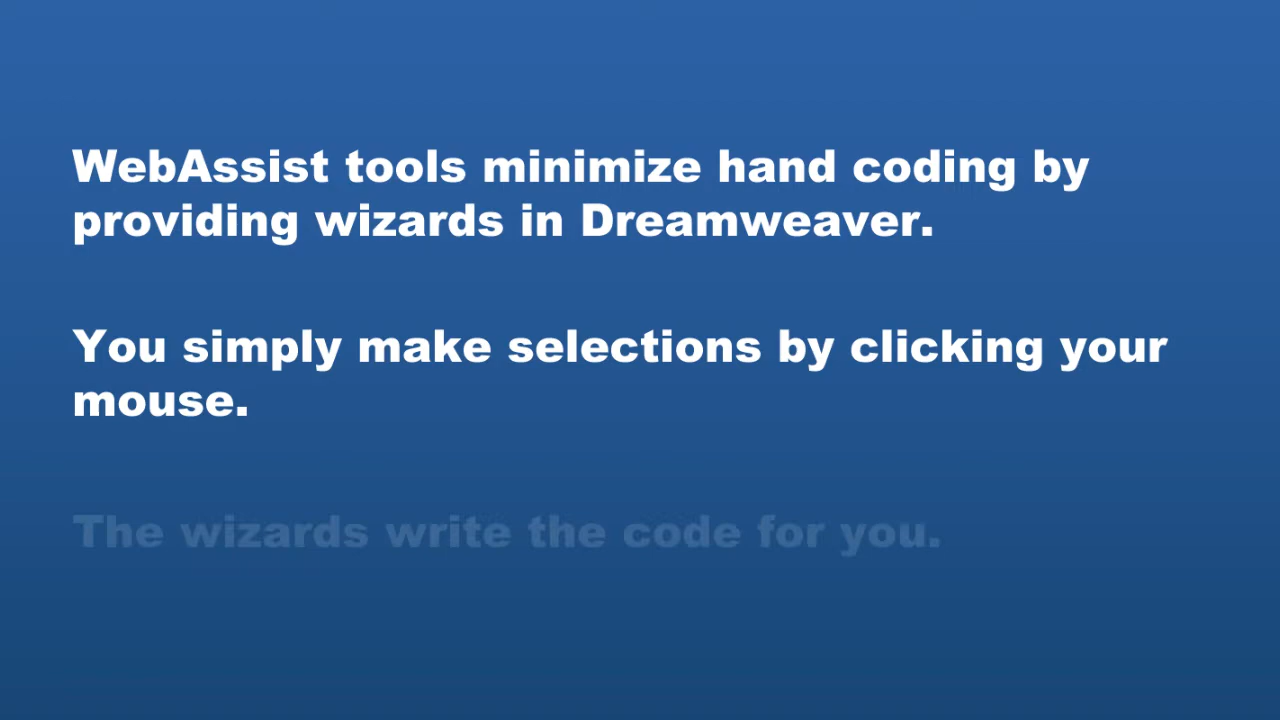 WebAssist tools minimize hand coding by
providing wizards in Dreamweaver.
You simply make selections by clicking your
mouse.
The wizards write the code for you.